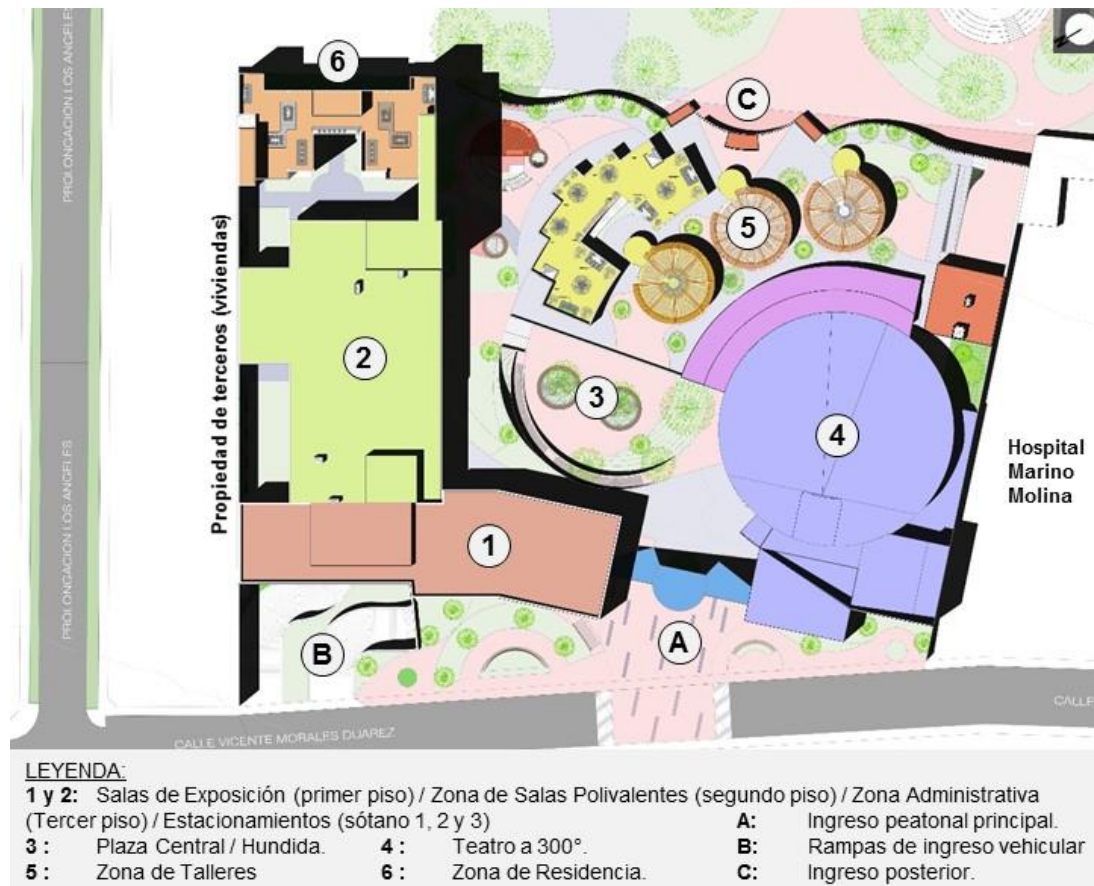 PROLONGACION LOS ANGELES
6
C
5
Propiedad de terceros (viviendas)
2
3
4
Hospital
Marino
Molina
PROLONGACION LOS ANGELES
1
B
A
CALLE VICENTE MORALES DUAREZ
CALLE
LEYENDA:
1 y 2: Salas de Exposición (primer piso) / Zona de Salas Polivalentes (segundo piso) / Zona Administrativa
(Tercer piso) / Estacionamientos (sótano 1, 2 y 3)
A: Ingreso peatonal principal.
3 : Plaza Central / Hundida. 4 : Teatro a 300°. B: Rampas de ingreso vehicular
5 : Zona de Talleres 6 : Zona de Residencia. C: Ingreso posterior.